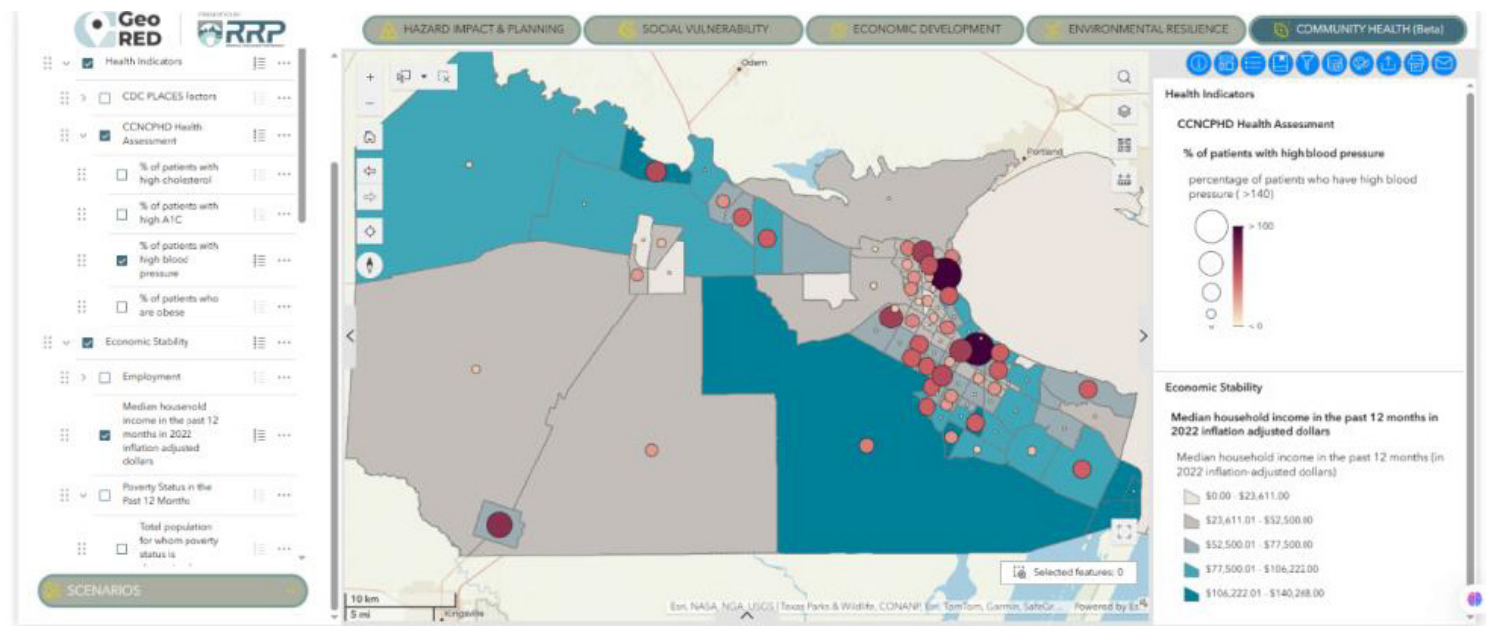 Geo
RED
RRP
HAZARD IMPACT & PLANNING
SOCIAL VULNERABILITY
ECONOMIC DEVELOPMENT
ENVIRONMENTAL RESILIENCE
COMMUNITY HEALTH (Beta)
Health Indicators
CDC PLACES factors
CCNCPHD Health
Assessment
% of patients with
high cholesterol
% of patients with
high A1C
% of patients with
high blood
pressure
% of patients who
are obese
Economic Stability
Employment
Median household
income in the past 12
months in 2022
inflation adjusted
dollars
Poverty Status in the
Past 12 Months
Total population
for whom poverty
status is
SCENARIOS
Odem
Portland
Kingsville
10 km
5 mi
Selected features: 0
Esri, NASA, NGA, USGS | Texas Parks & Wildlife, CONANP, Esri, TomTom, Garmin, SafeGr...
Powered by Es
Health Indicators
CCNCPHD Health Assessment
% of patients with high blood pressure
percentage of patients who have high blood
pressure ( >140)
> 100
< 0
Economic Stability
Median household income in the past 12 months in
2022 inflation adjusted dollars
Median household income in the past 12 months (in
2022 inflation-adjusted dollars)
$0.00 - $23,611.00
$23,611.01 - $52,500.00
$52,500.01 - $77,500.00
$77,500.01 - $106,222.00
$106,222.01 - $140,268.00